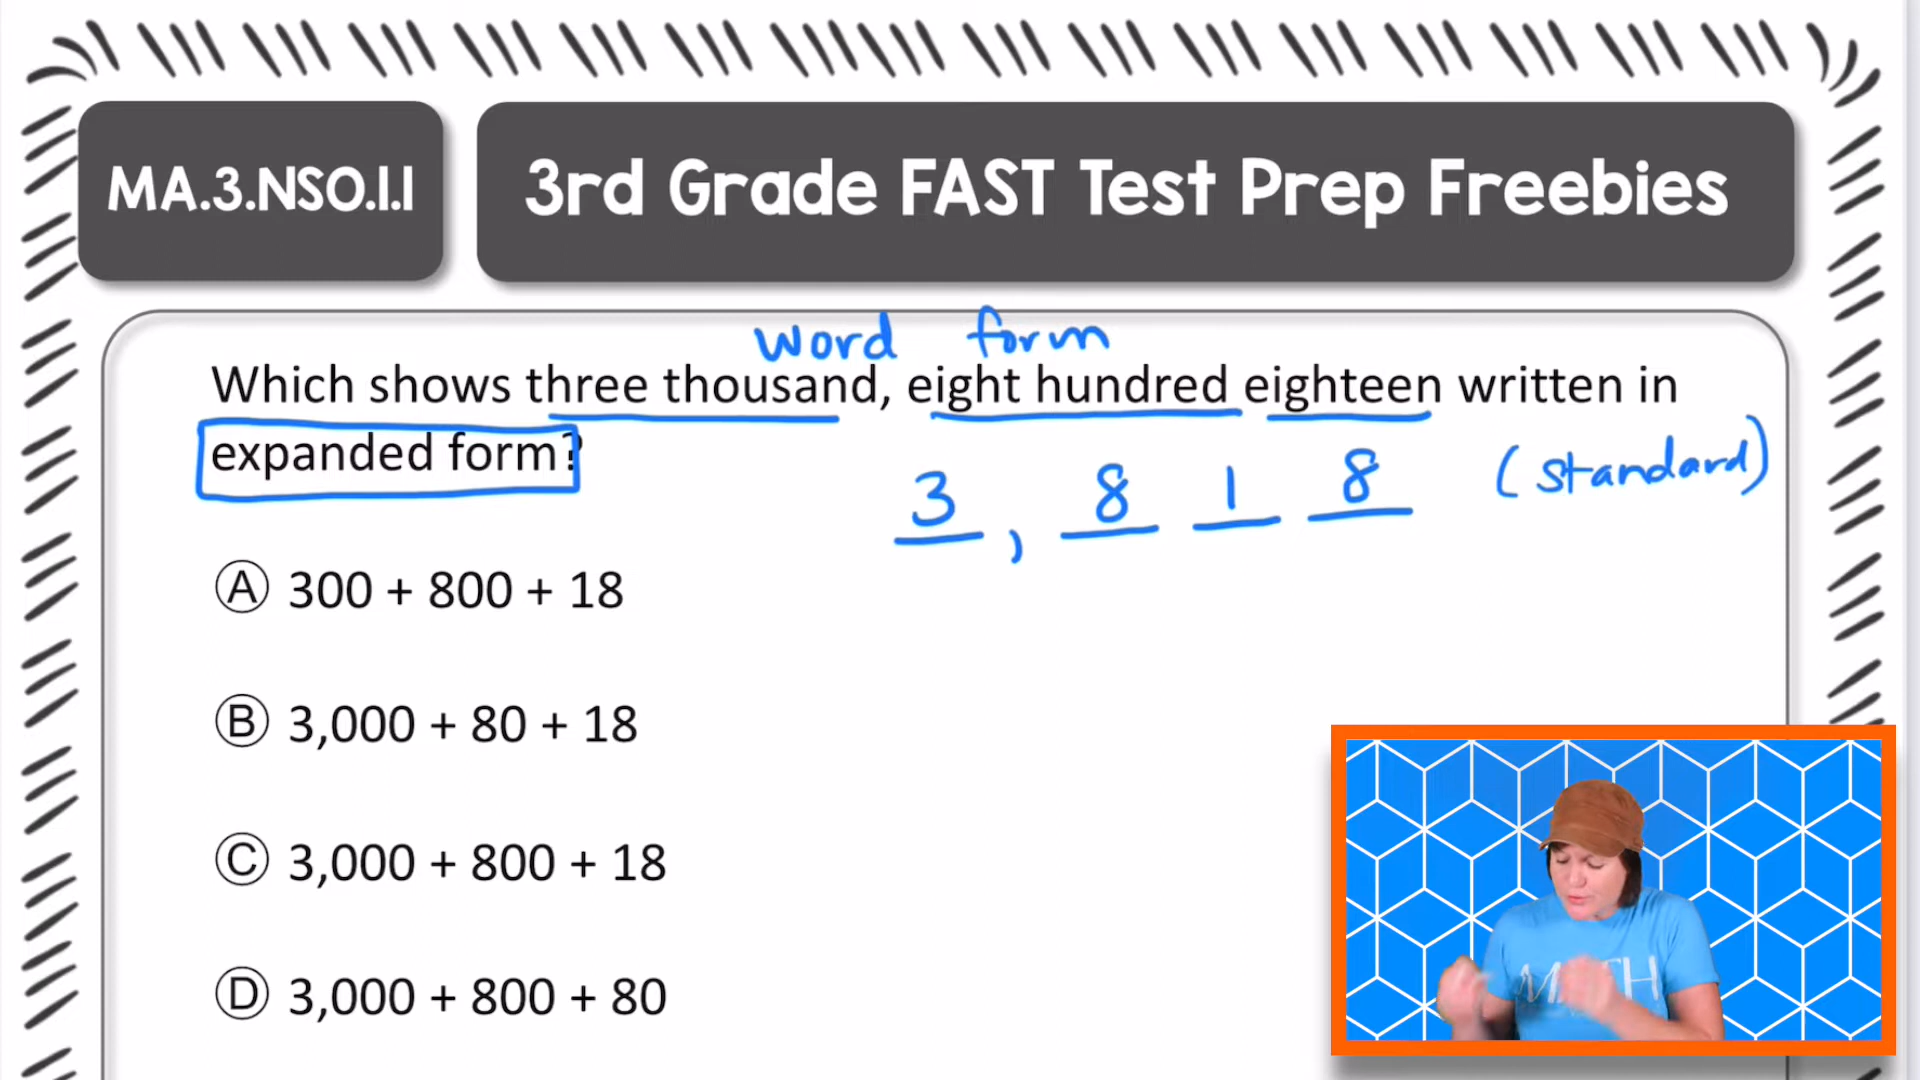 MA.3.NSO.1.1
3rd Grade FAST Test Prep Freebies
word form
Which shows three thousand, eight hundred eighteen written in
expanded form?
3, 8 1 8 (standard)
A 300 + 800 + 18
B 3,000 + 80 + 18
C 3,000 + 800 + 18
D 3,000 + 800 + 80
MATH